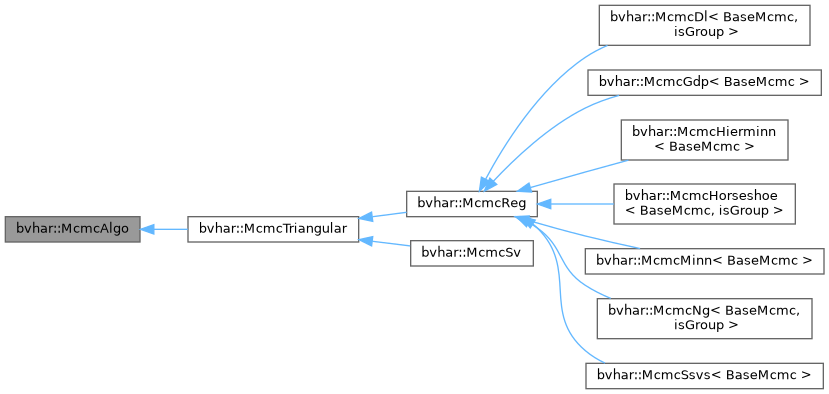 bvhar::McmcAlgo
bvhar::McmcTriangular
bvhar::McmcReg
bvhar::McmcSv
bvhar::McmcDl< BaseMcmc,
isGroup >
bvhar::McmcGdp< BaseMcmc >
bvhar::McmcHierminn
< BaseMcmc >
bvhar::McmcHorseshoe
< BaseMcmc, isGroup >
bvhar::McmcMinn< BaseMcmc >
bvhar::McmcNg< BaseMcmc,
isGroup >
bvhar::McmcSsvs< BaseMcmc >